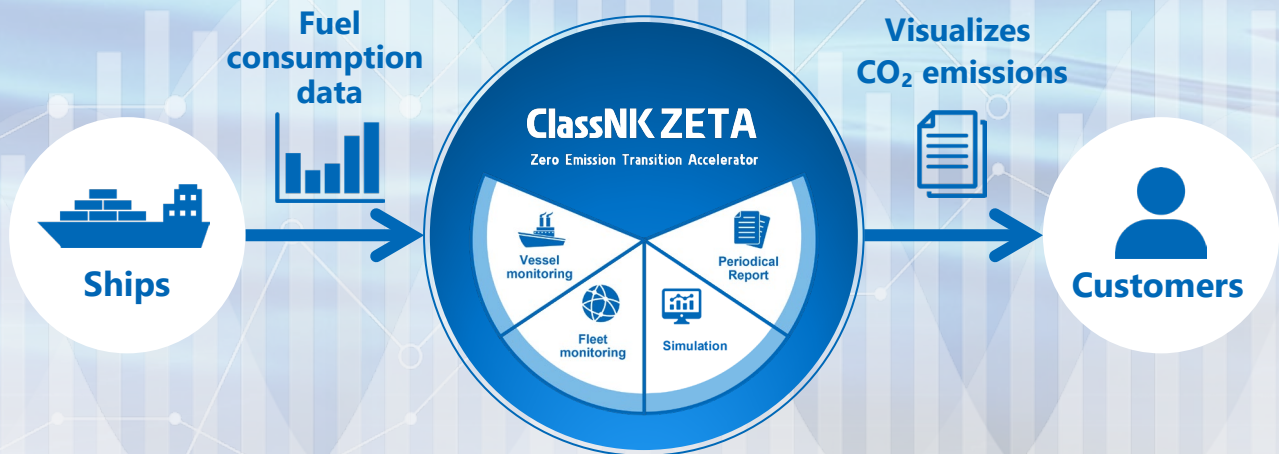 Fuel
consumption
data
Ships
ClassNK ZETA
Zero Emission Transition Accelerator
Vessel
monitoring
Fleet
monitoring
Simulation
Periodical
Report
Visualizes
CO₂ emissions
Customers